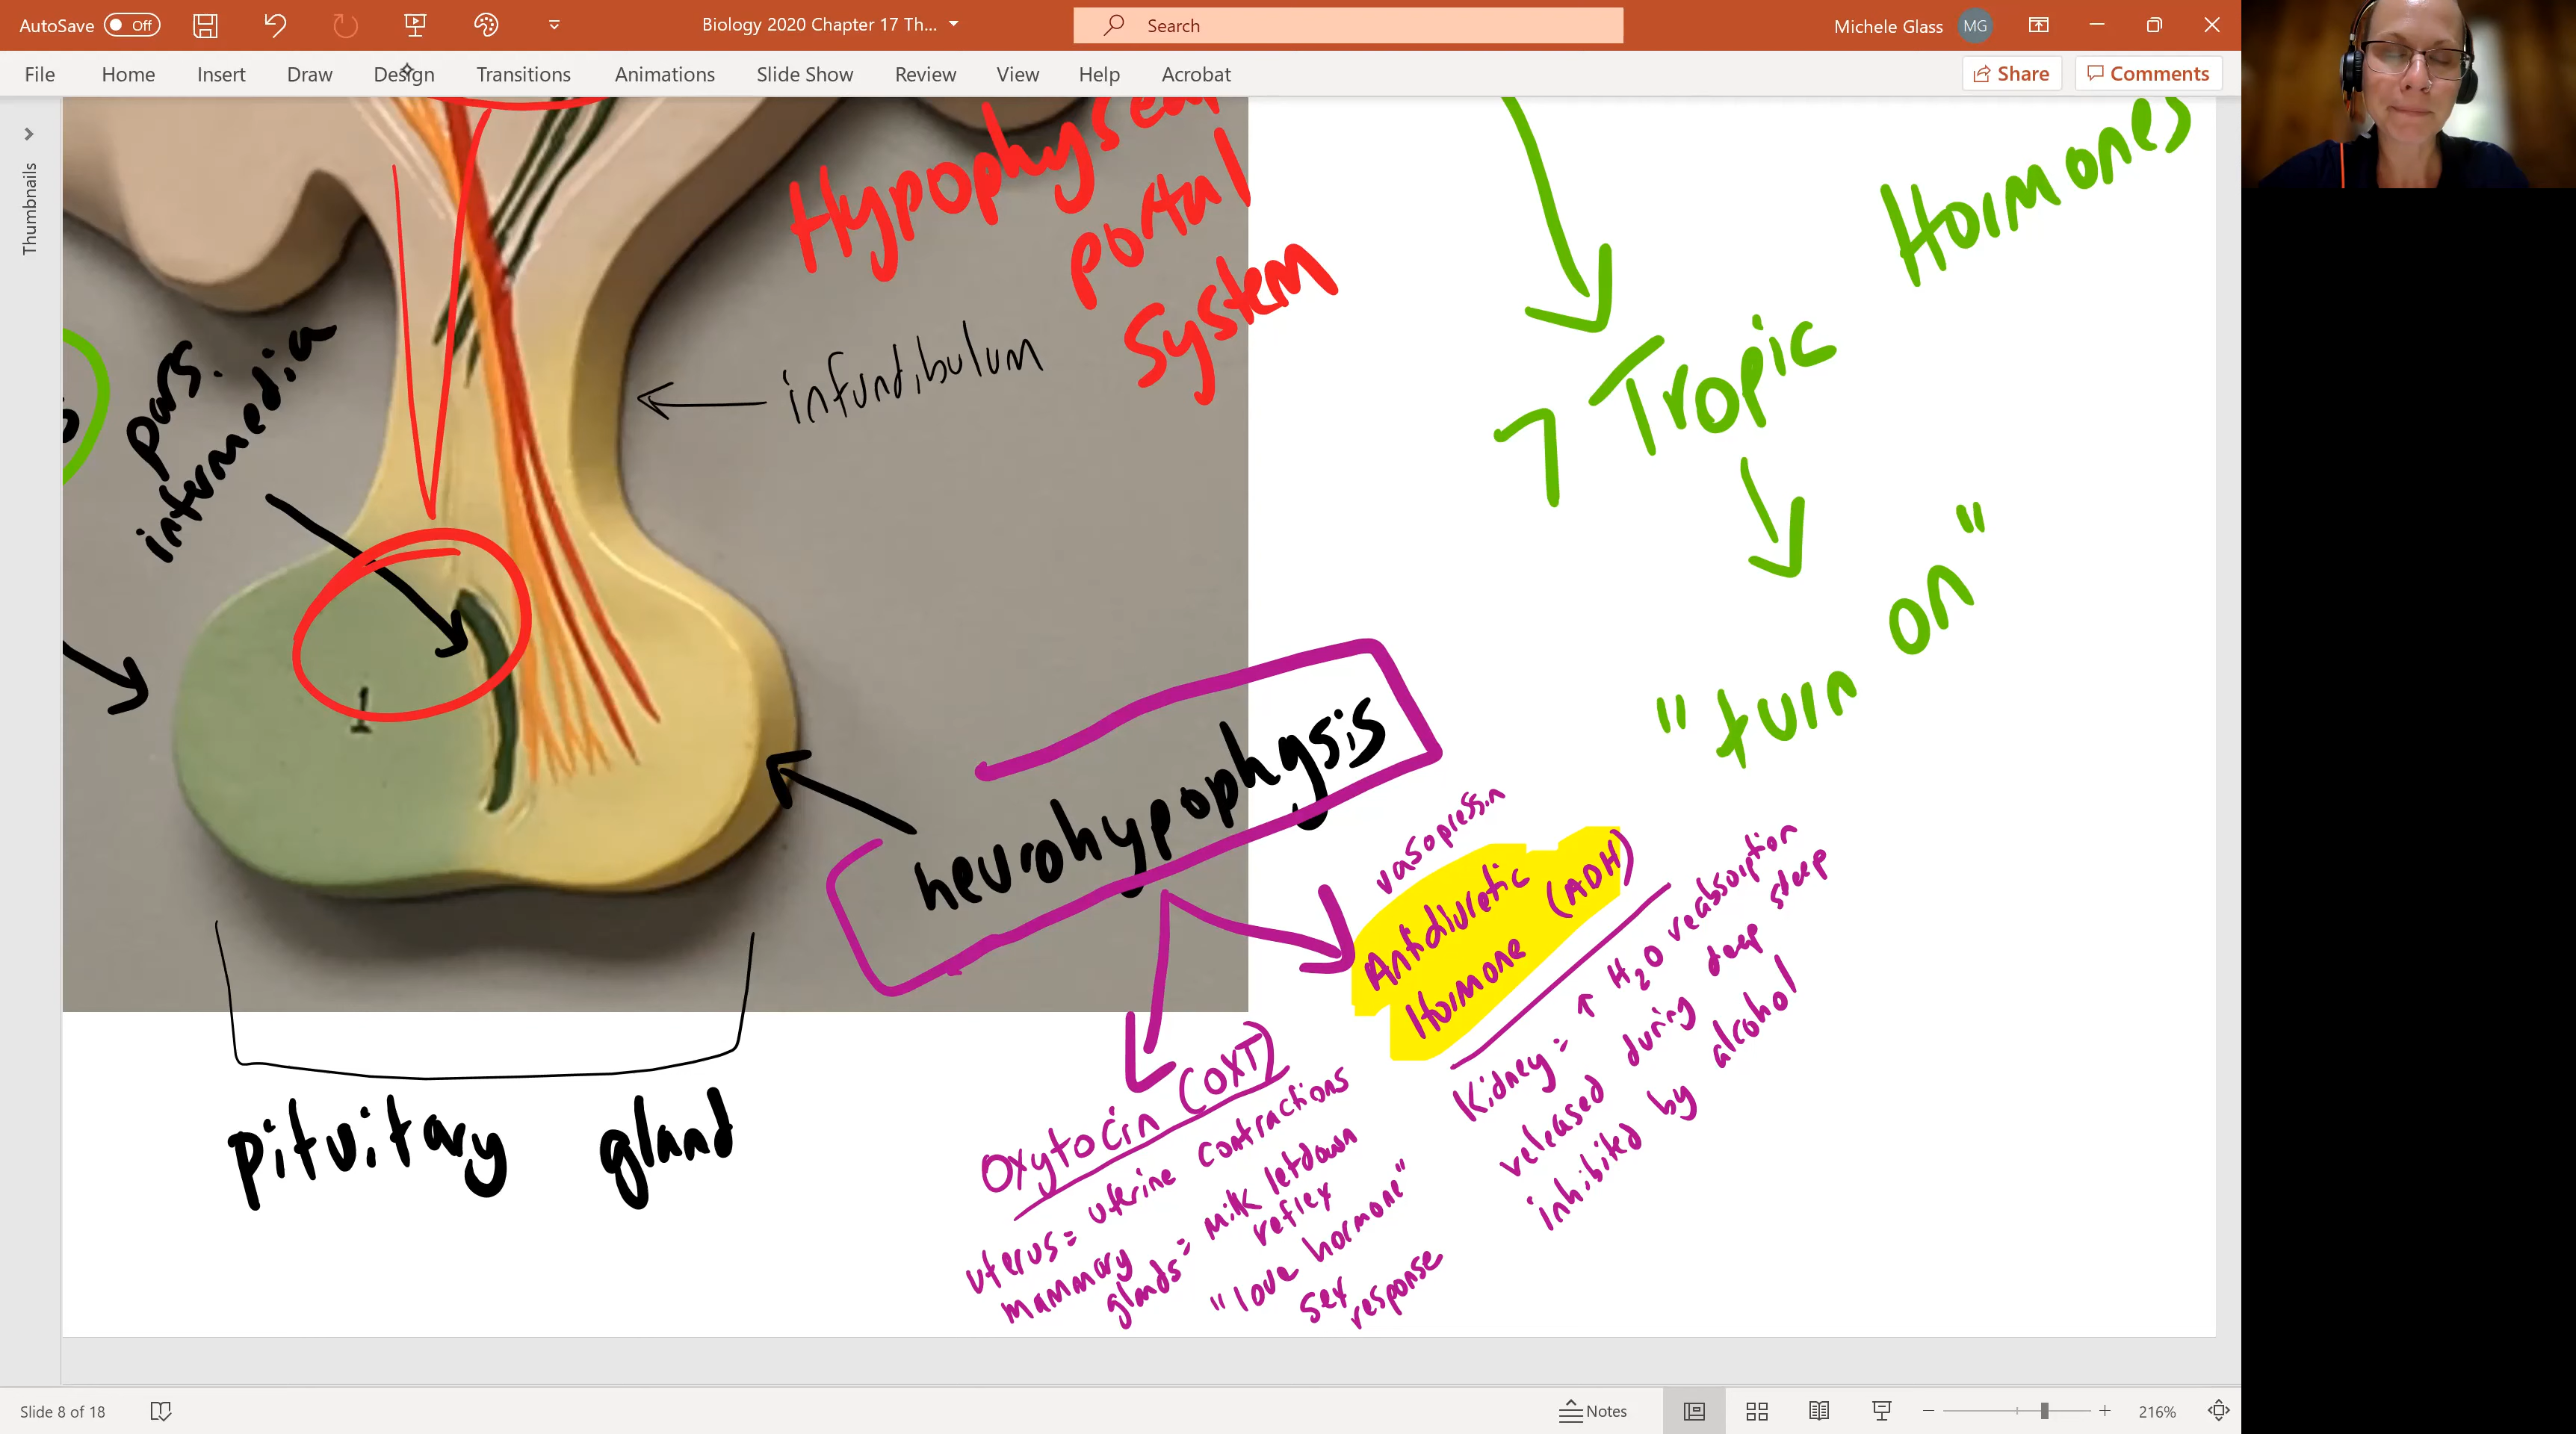 AutoSave Off
Biology 2020 Chapter 17 Th...
Search
Michele Glass MG
File Home Insert Draw Design Transitions Animations Slide Show Review View Help Acrobat
Share Comments
Thumbnails
portal
System
Hormones
7 Tropic
"turn on"
pars
intermedia
infundibulum
1
neurohypophysis
vasopressin
Antidiuretic
Hormone (ADH)
Kidney = ↑ H2O reabsorption
released during deep sleep
inhibited by alcohol
Oxytocin (OXT)
uterus = uterine contractions
mammary
glands = milk letdown
reflex
"love hormone"
sex
response
pituitary gland
Slide 8 of 18
Notes
216%